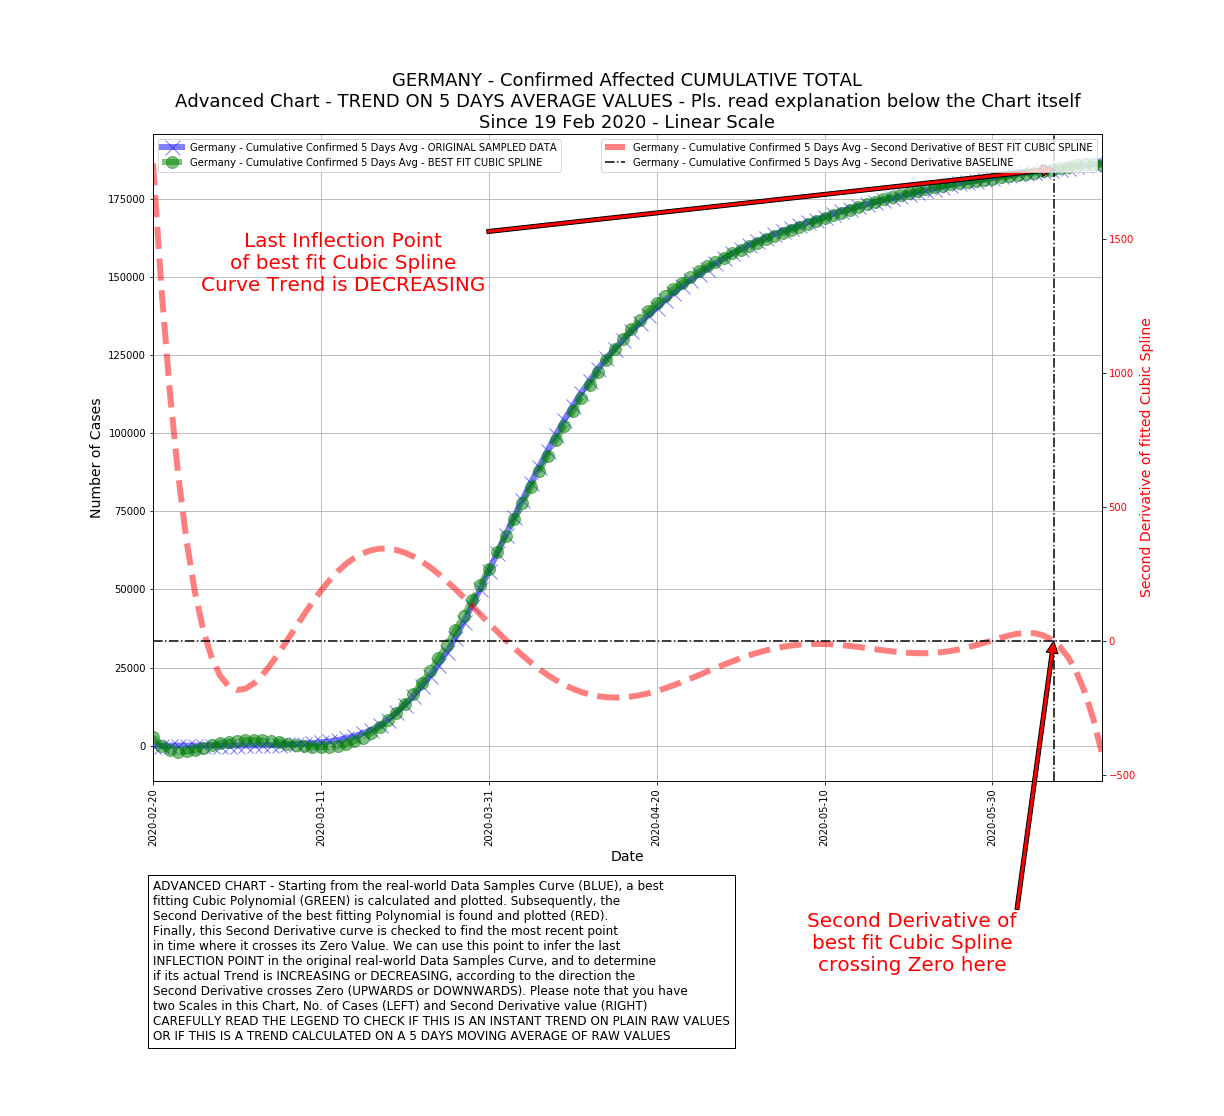 GERMANY - Confirmed Affected CUMULATIVE TOTAL
Advanced Chart - TREND ON 5 DAYS AVERAGE VALUES - Pls. read explanation below the Chart itself
Since 19 Feb 2020 - Linear Scale
Germany - Cumulative Confirmed 5 Days Avg - ORIGINAL SAMPLED DATA
Germany - Cumulative Confirmed 5 Days Avg - BEST FIT CUBIC SPLINE
Germany - Cumulative Confirmed 5 Days Avg - Second Derivative of BEST FIT CUBIC SPLINE
Germany - Cumulative Confirmed 5 Days Avg - Second Derivative BASELINE
Last Inflection Point
of best fit Cubic Spline
Curve Trend is DECREASING
Number of Cases
175000
150000
125000
100000
75000
50000
25000
0
Second Derivative of fitted Cubic Spline
1500
1000
500
0
−500
2020-02-20
2020-03-11
2020-03-31
2020-04-20
2020-05-10
2020-05-30
Date
ADVANCED CHART - Starting from the real-world Data Samples Curve (BLUE), a best
fitting Cubic Polynomial (GREEN) is calculated and plotted. Subsequently, the
Second Derivative of the best fitting Polynomial is found and plotted (RED).
Finally, this Second Derivative curve is checked to find the most recent point
in time where it crosses its Zero Value. We can use this point to infer the last
INFLECTION POINT in the original real-world Data Samples Curve, and to determine
if its actual Trend is INCREASING or DECREASING, according to the direction the
Second Derivative crosses Zero (UPWARDS or DOWNWARDS). Please note that you have
two Scales in this Chart, No. of Cases (LEFT) and Second Derivative value (RIGHT)
CAREFULLY READ THE LEGEND TO CHECK IF THIS IS AN INSTANT TREND ON PLAIN RAW VALUES
OR IF THIS IS A TREND CALCULATED ON A 5 DAYS MOVING AVERAGE OF RAW VALUES
Second Derivative of
best fit Cubic Spline
crossing Zero here